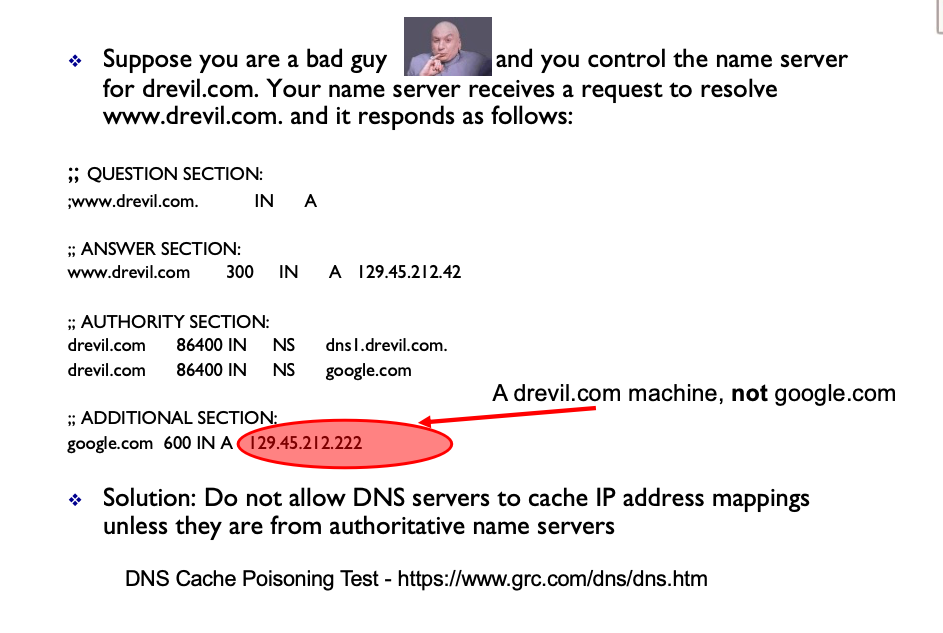 Suppose you are a bad guy and you control the name server
for drevil.com. Your name server receives a request to resolve
www.drevil.com. and it responds as follows:
;; QUESTION SECTION:
;www.drevil.com. IN A
;; ANSWER SECTION:
www.drevil.com 300 IN A 129.45.212.42
;; AUTHORITY SECTION:
drevil.com 86400 IN NS dns1.drevil.com.
drevil.com 86400 IN NS google.com
A drevil.com machine, not google.com
;; ADDITIONAL SECTION:
google.com 600 IN A 129.45.212.222
Solution: Do not allow DNS servers to cache IP address mappings
unless they are from authoritative name servers
DNS Cache Poisoning Test - https://www.grc.com/dns/dns.htm